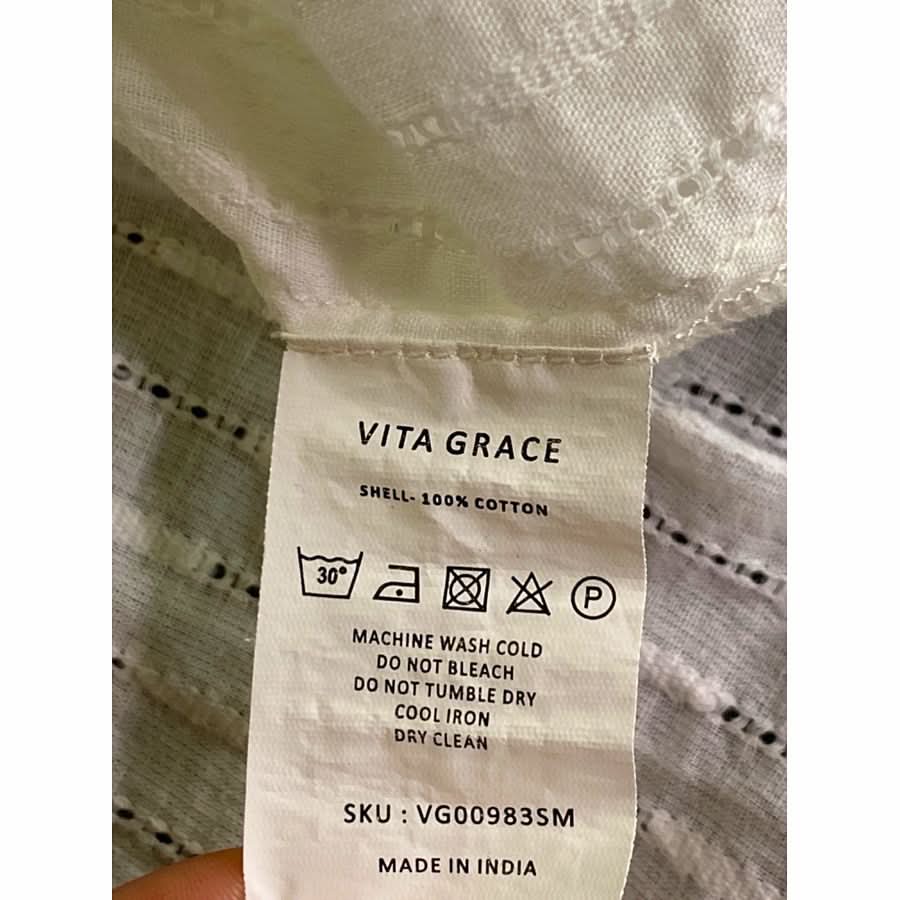 VITA GRACE
SHELL- 100% COTTON
30° P
MACHINE WASH COLD
DO NOT BLEACH
DO NOT TUMBLE DRY
COOL IRON
DRY CLEAN
SKU : VG00983SM
MADE IN INDIA